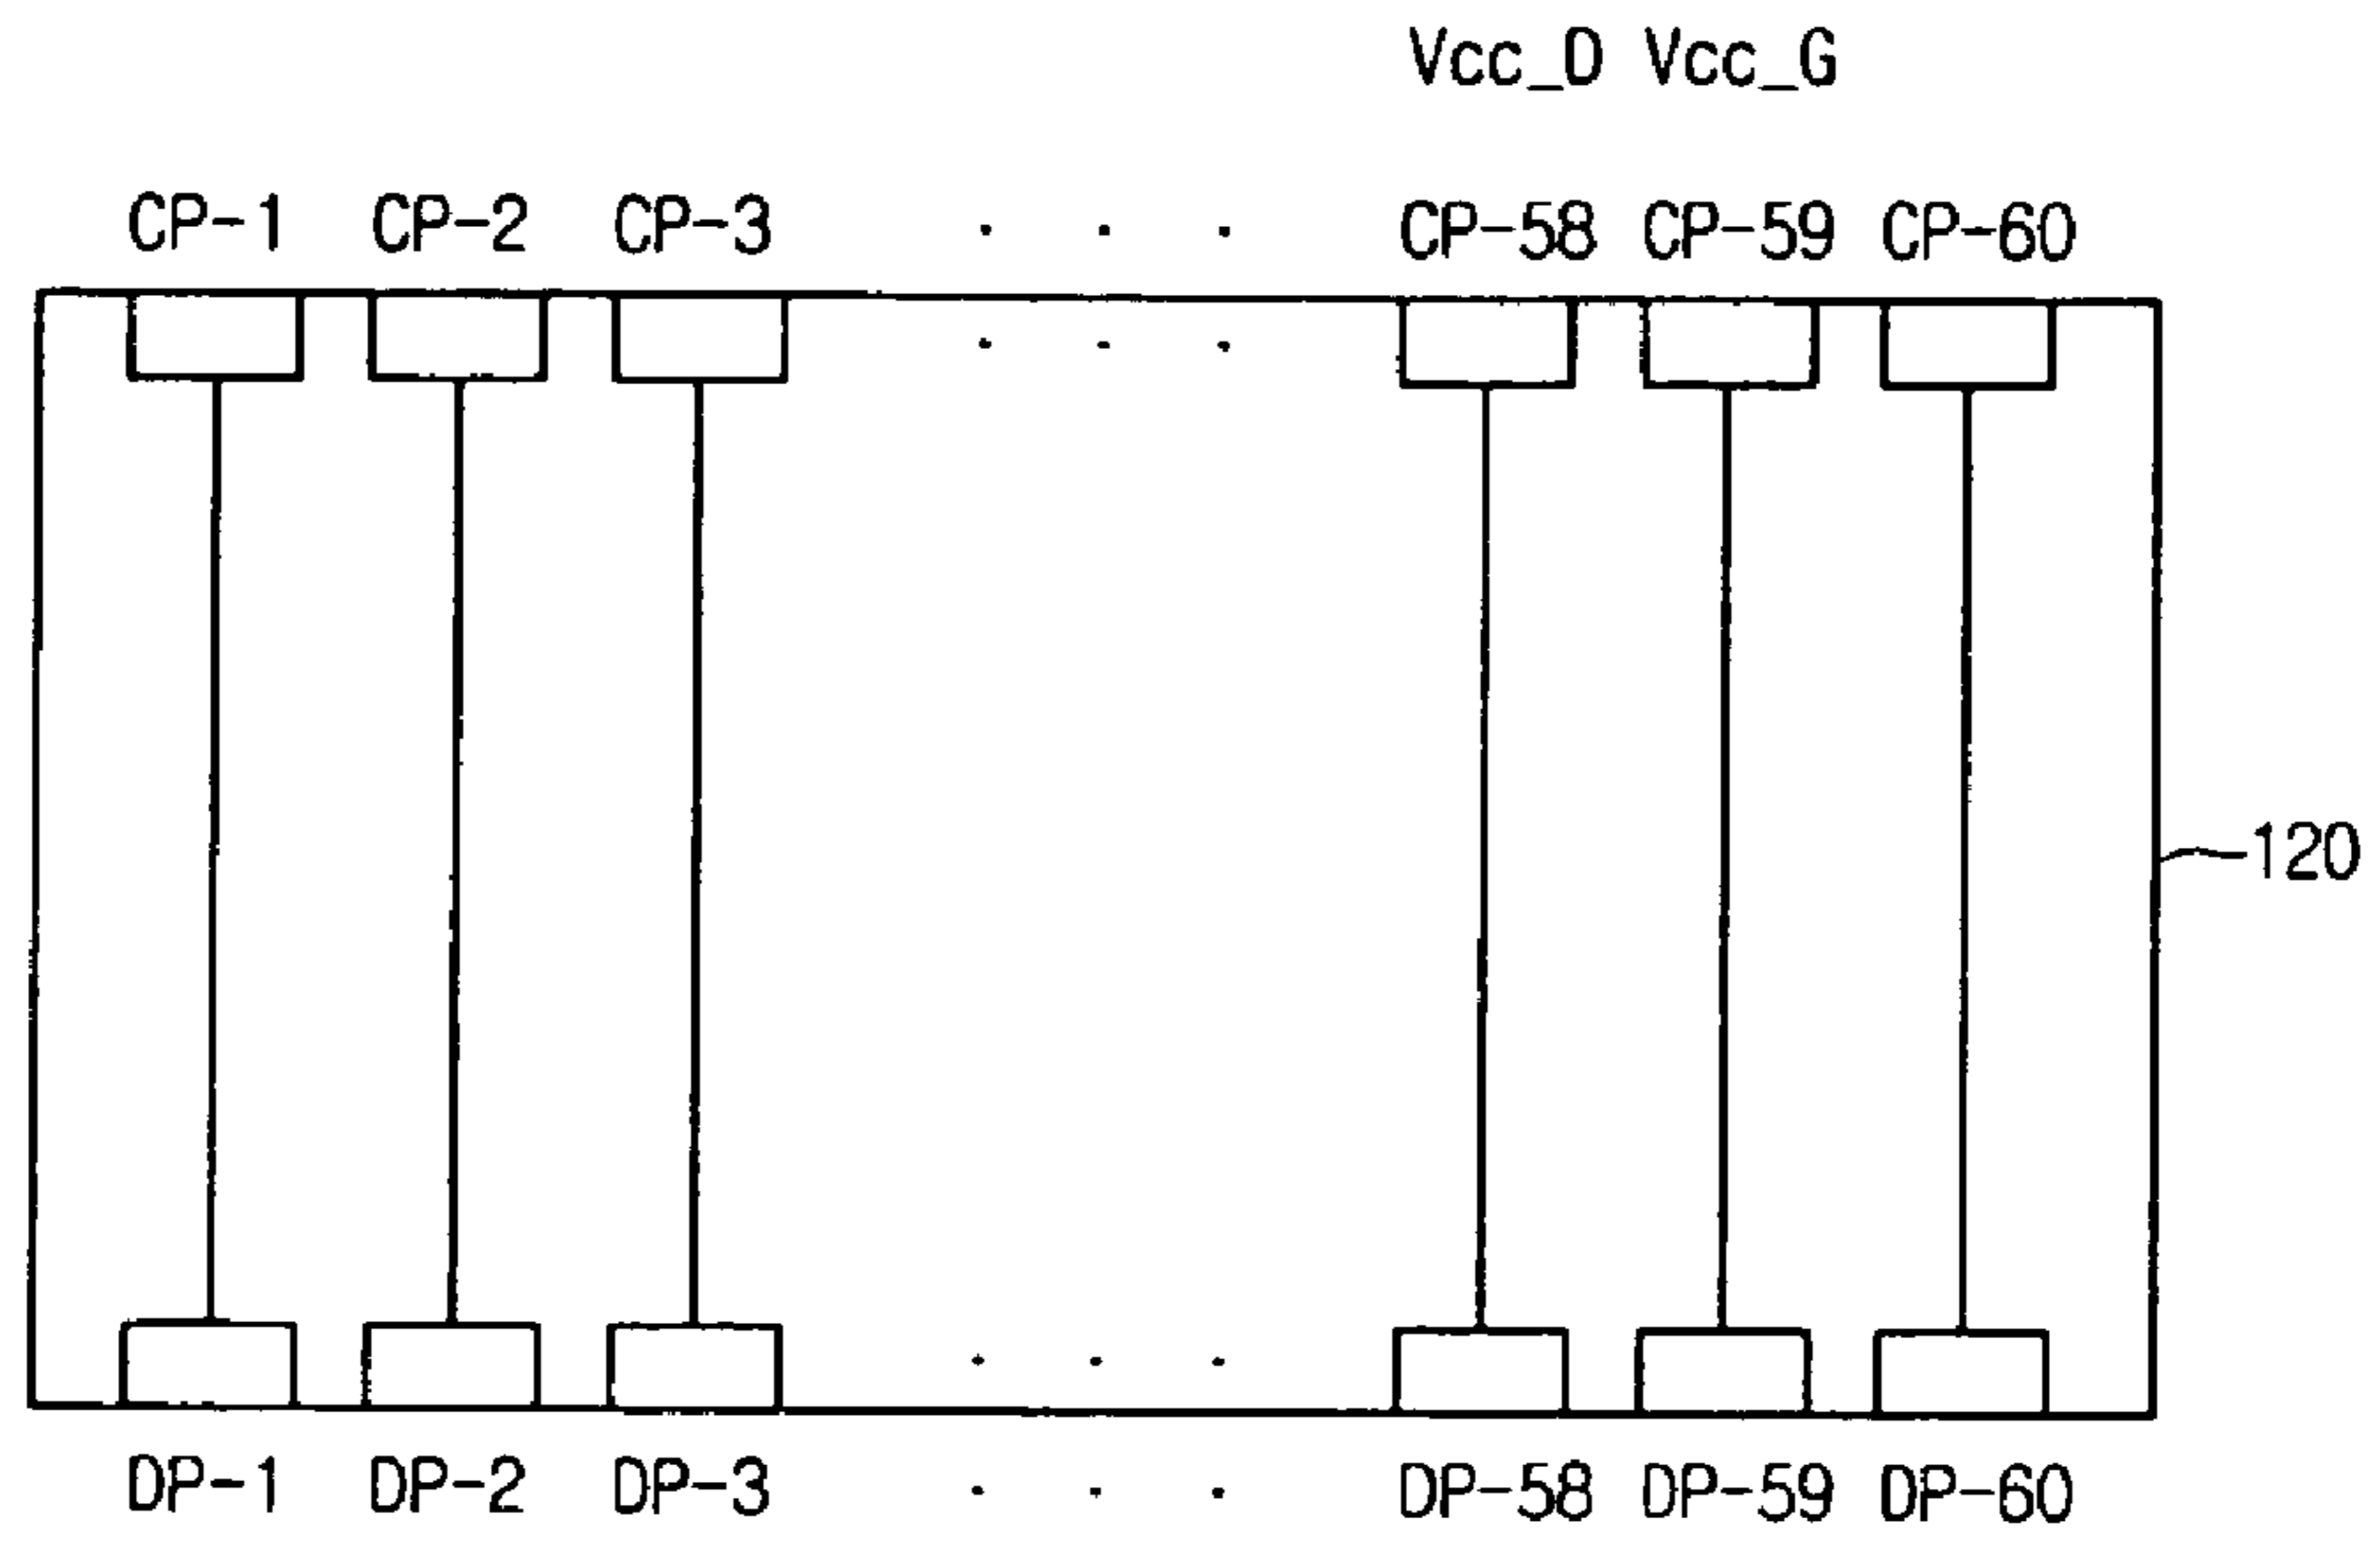 Vcc_D Vcc_G
CP-1 CP-2 CP-3 . . . CP-58 CP-59 CP-60
120
DP-1 DP-2 DP-3 . . . DP-58 DP-59 DP-60